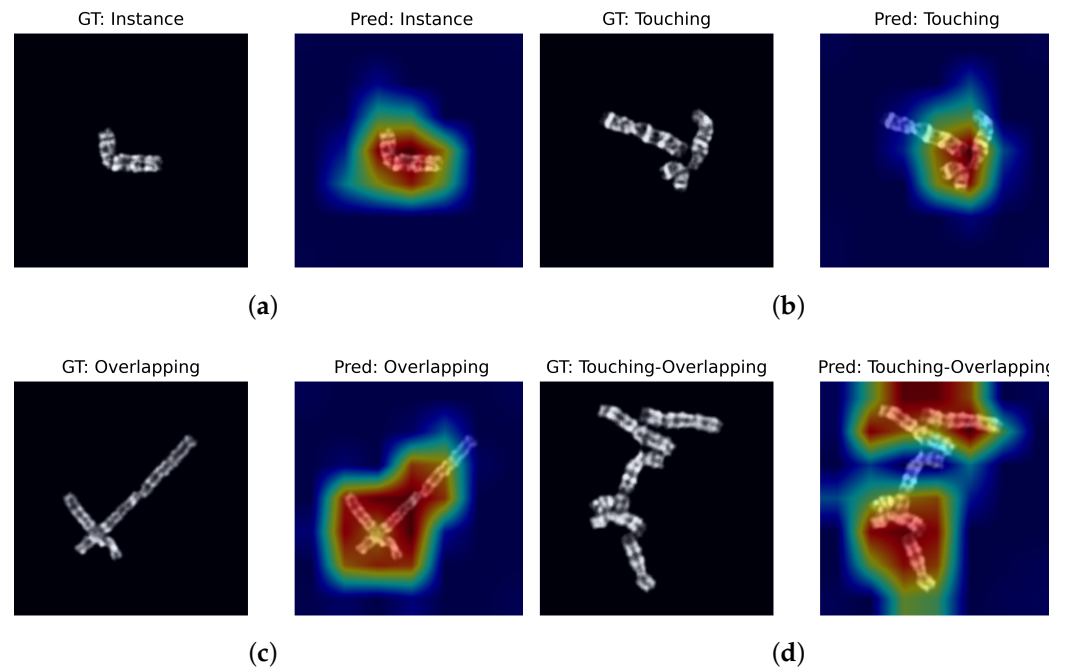 GT: Instance
Pred: Instance
GT: Touching
Pred: Touching
(a)
(b)
GT: Overlapping
Pred: Overlapping
GT: Touching-Overlapping
Pred: Touching-Overlapping
(c)
(d)